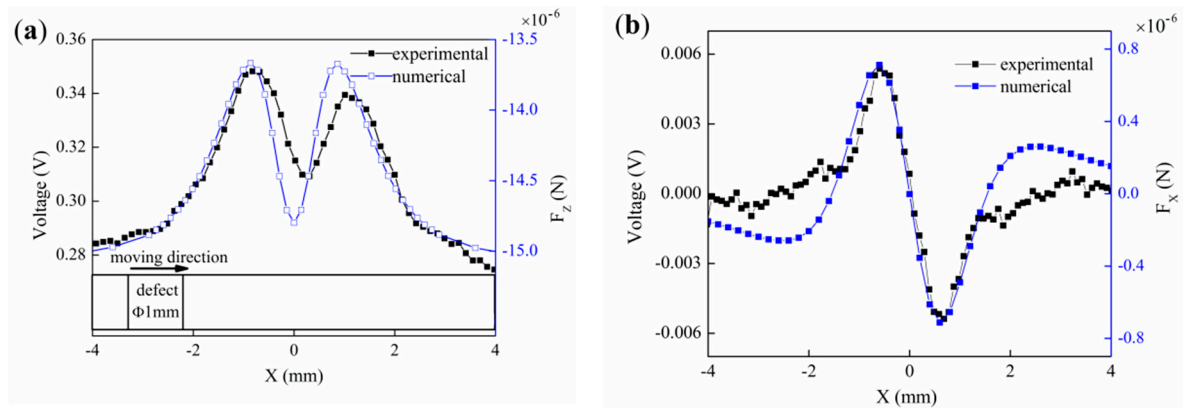 (a)
×10⁻⁶
0.36
0.34
0.32
0.30
0.28
Voltage (V)
experimental
numerical
-13.5
-14.0
-14.5
-15.0
F_Z (N)
moving direction
defect
Φ1mm
-4
-2
0
2
4
X (mm)
(b)
×10⁻⁶
0.006
0.003
0.000
-0.003
-0.006
Voltage (V)
experimental
numerical
0.8
0.4
0.0
-0.4
-0.8
F_X (N)
-4
-2
0
2
4
X (mm)